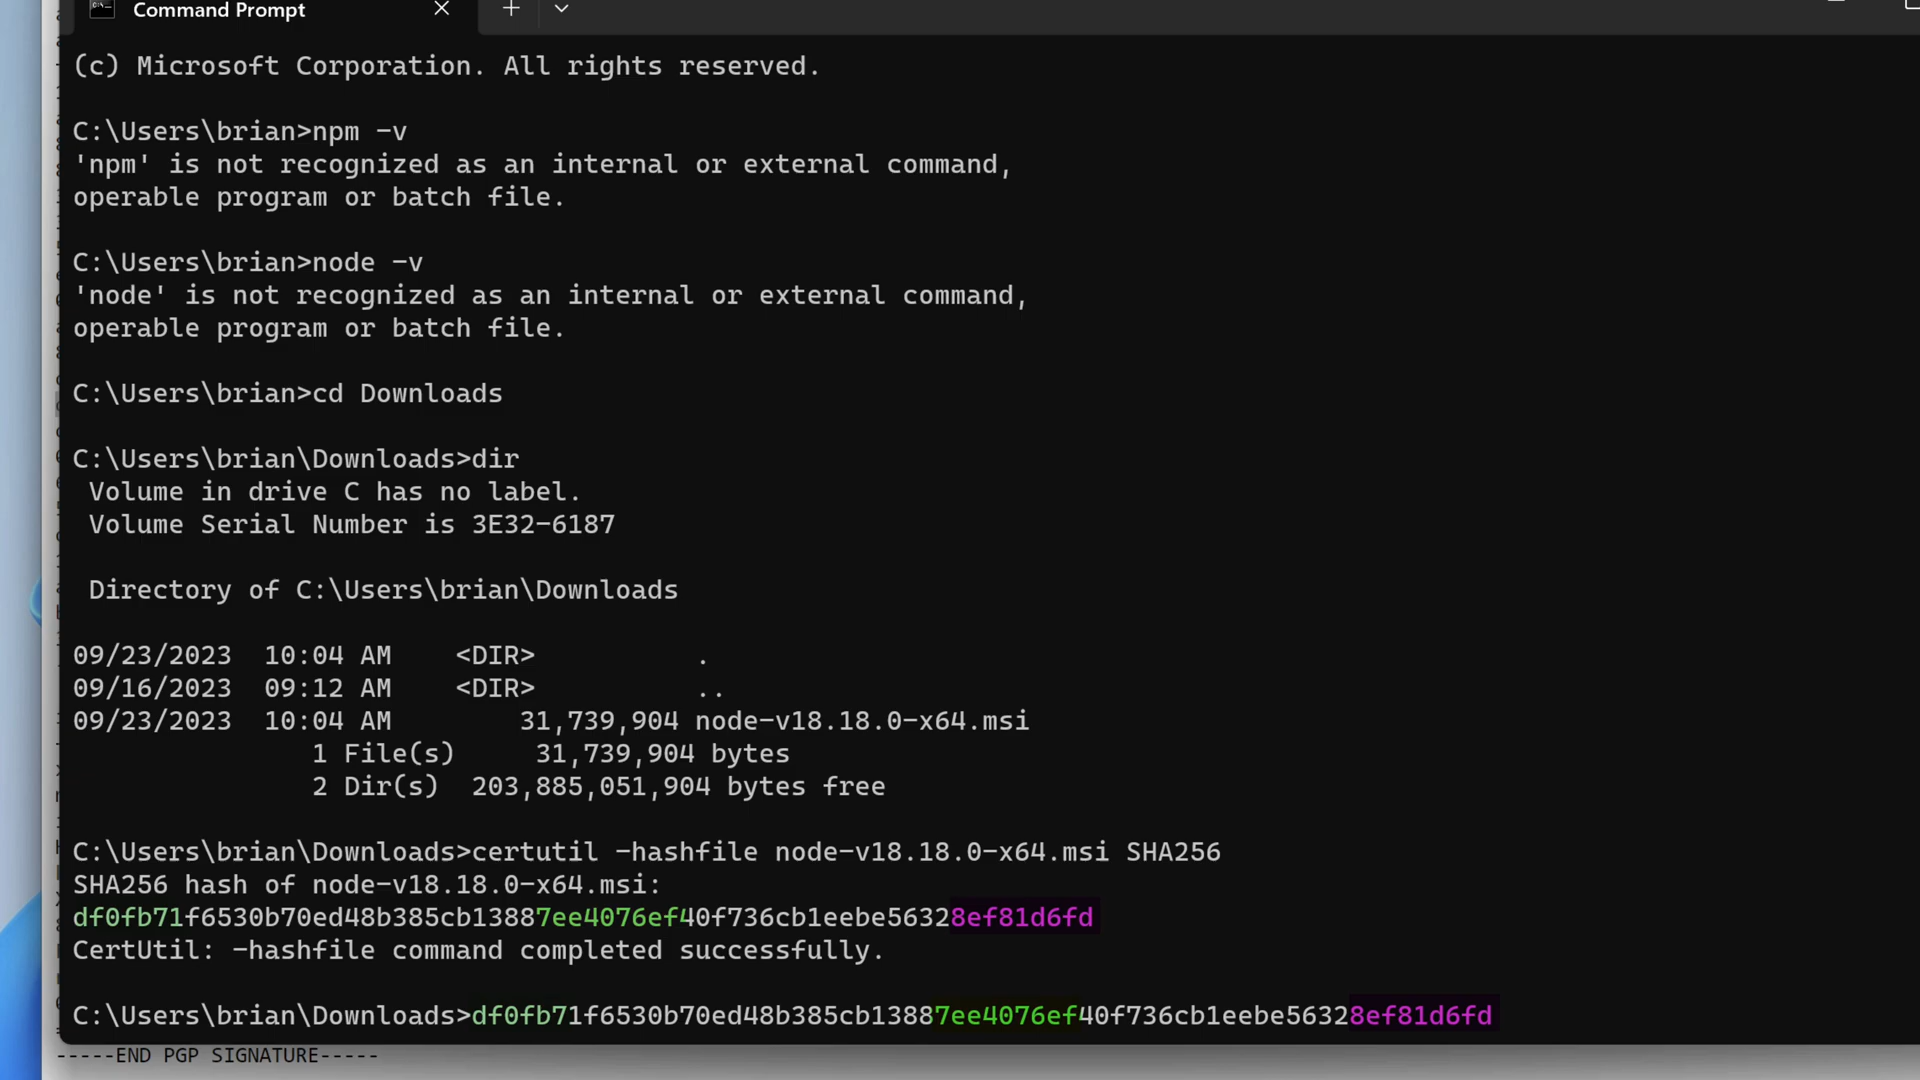 Command Prompt
(c) Microsoft Corporation. All rights reserved.
C:\Users\brian>npm -v
'npm' is not recognized as an internal or external command,
operable program or batch file.
C:\Users\brian>node -v
'node' is not recognized as an internal or external command,
operable program or batch file.
C:\Users\brian>cd Downloads
C:\Users\brian\Downloads>dir
Volume in drive C has no label.
Volume Serial Number is 3E32-6187
Directory of C:\Users\brian\Downloads
09/23/2023  10:04 AM    <DIR>          .
09/16/2023  09:12 AM    <DIR>          ..
09/23/2023  10:04 AM        31,739,904 node-v18.18.0-x64.msi
1 File(s)     31,739,904 bytes
2 Dir(s)  203,885,051,904 bytes free
C:\Users\brian\Downloads>certutil -hashfile node-v18.18.0-x64.msi SHA256
SHA256 hash of node-v18.18.0-x64.msi:
df0fb71f6530b70ed48b385cb13887ee4076ef40f736cb1eebe56328ef81d6fd
CertUtil: -hashfile command completed successfully.
C:\Users\brian\Downloads>df0fb71f6530b70ed48b385cb13887ee4076ef40f736cb1eebe56328ef81d6fd
-----END PGP SIGNATURE-----